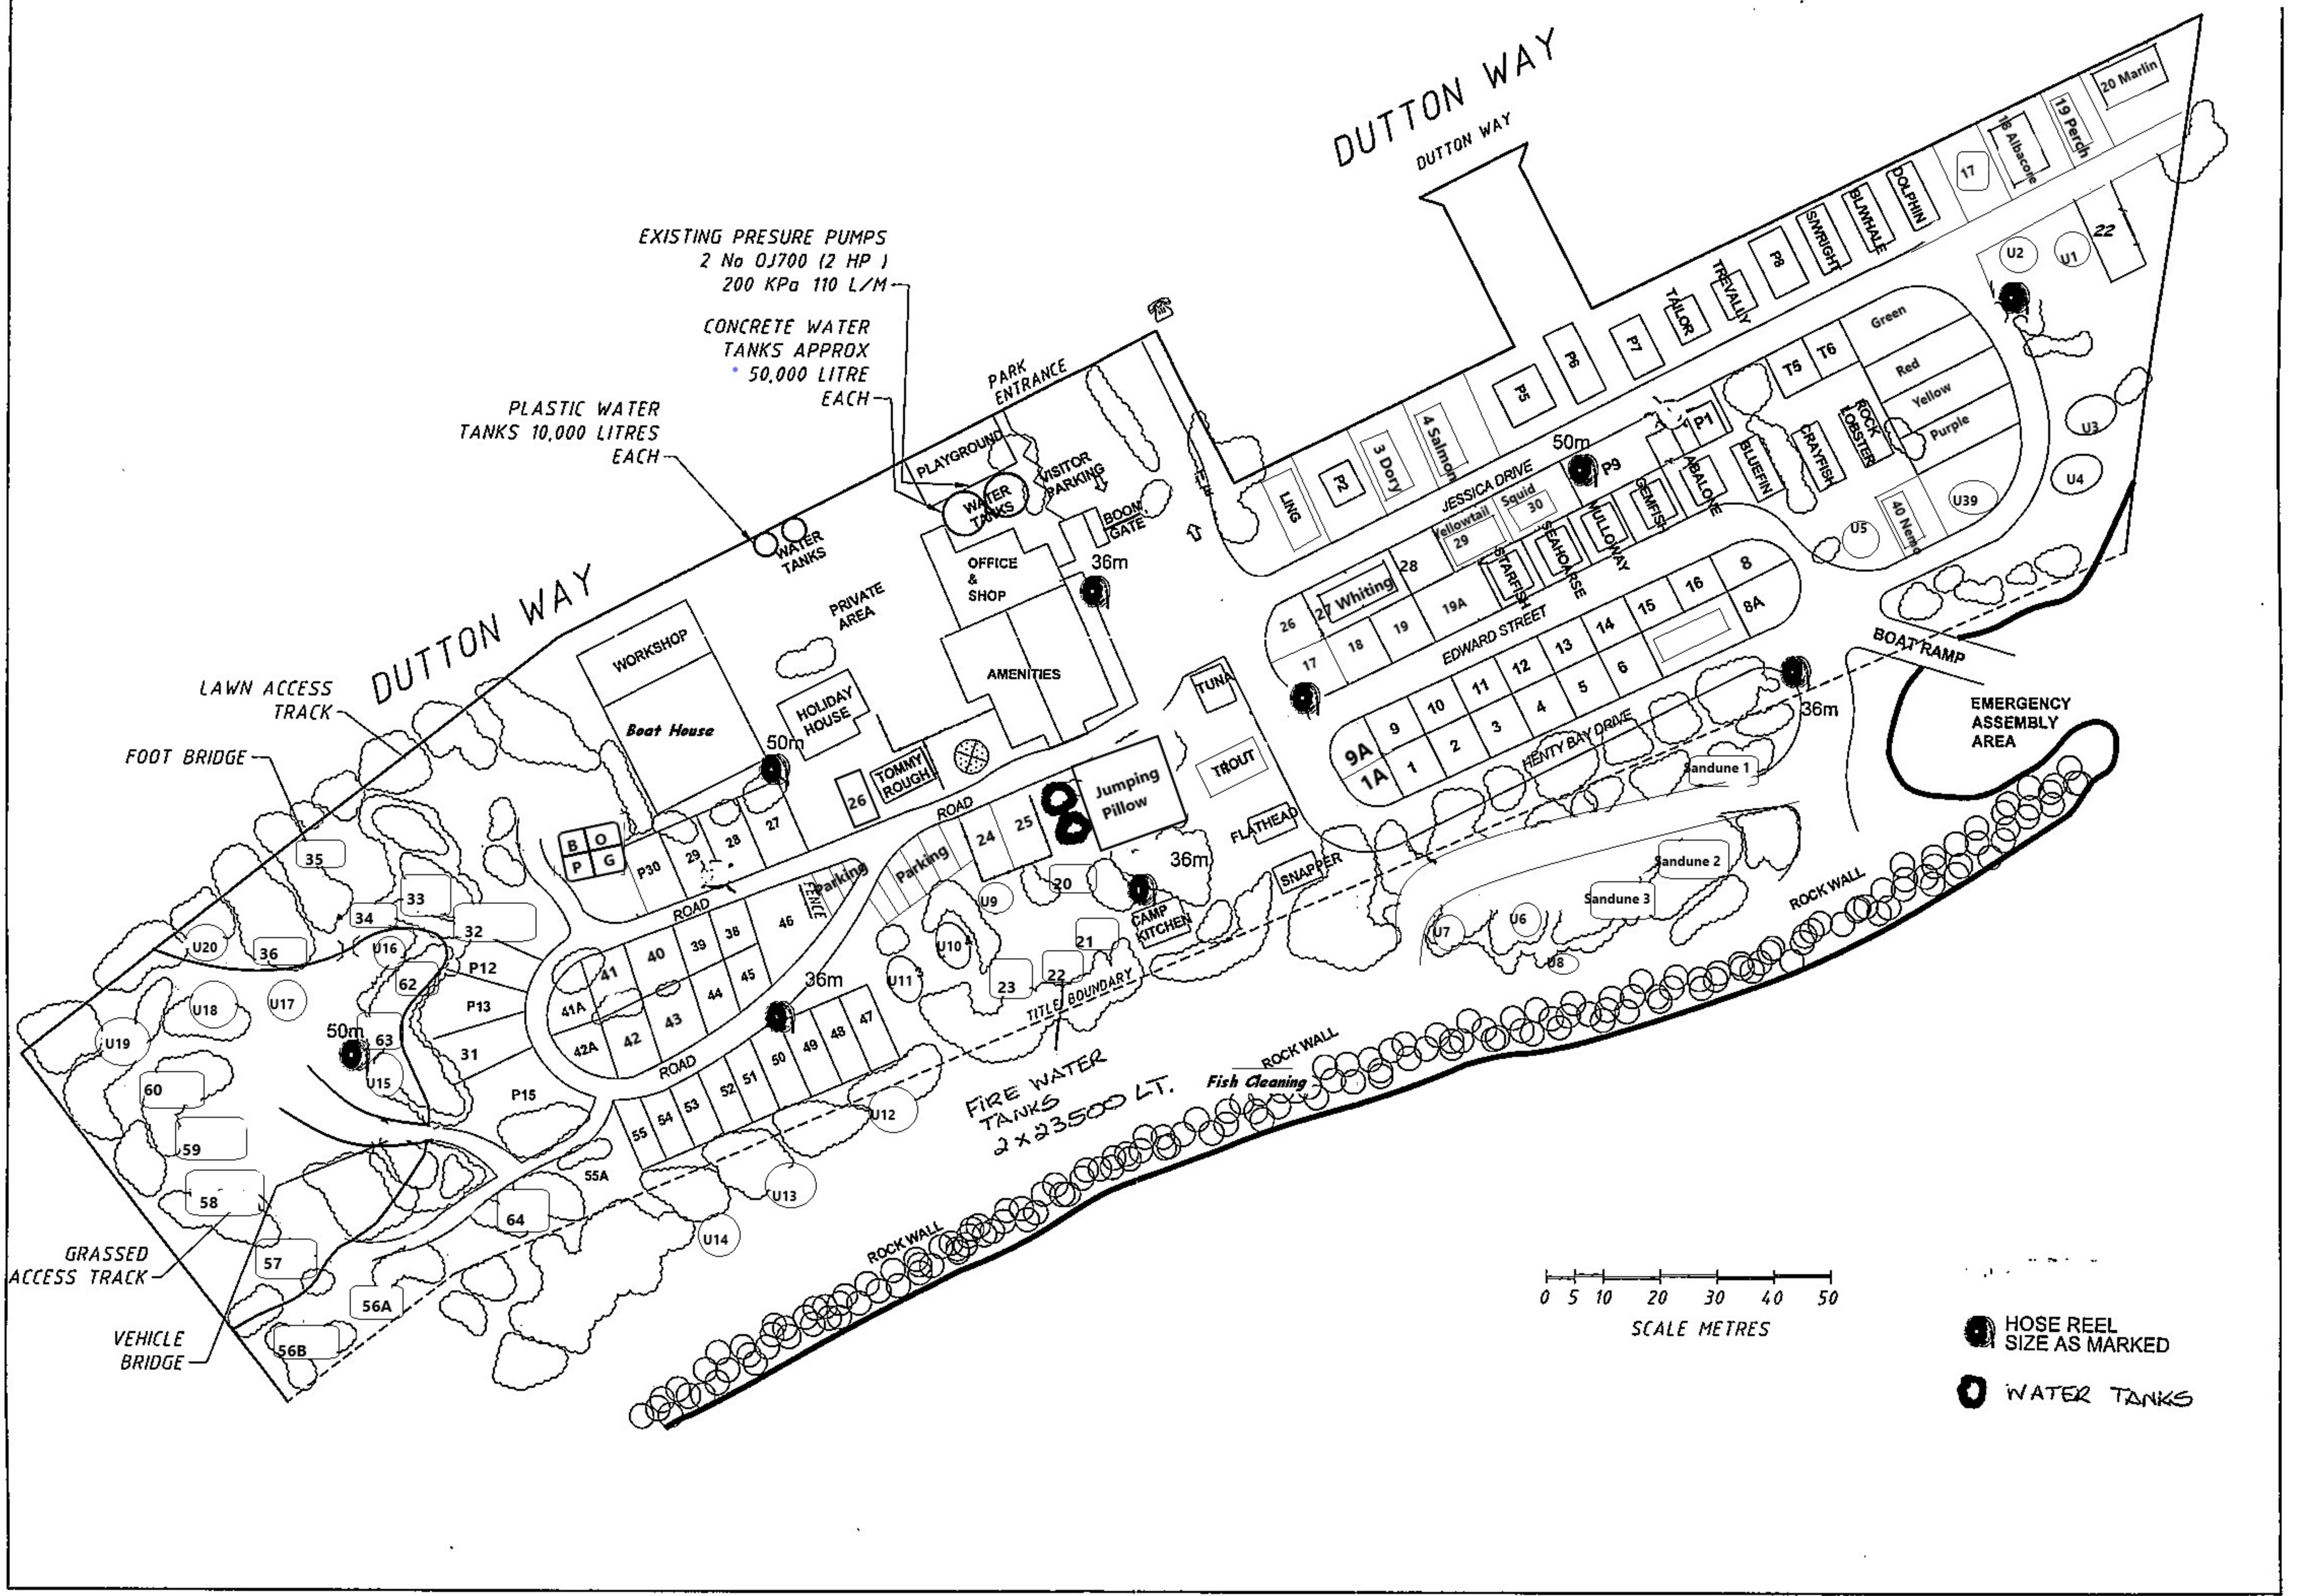 DUTTON WAY
DUTTON WAY
20 Marlin
19 Perch
18 Albacore
17
DOLPHIN
BL/WHALE
S/WRIGHT
P8
TREVALLY
TAILOR
P7
P6
P5
4 Salmon
3 Dory
P2
LING
22
U1
U2
U3
U4
EXISTING PRESURE PUMPS
2 No OJ700 (2 HP )
200 KPa 110 L/M
CONCRETE WATER
TANKS APPROX
50,000 LITRE
EACH
PLASTIC WATER
TANKS 10,000 LITRES
EACH
PARK
ENTRANCE
PLAYGROUND
VISITOR
PARKING
WATER
TANKS
BOOM
GATE
WATER
TANKS
OFFICE
&
SHOP
36m
AMENITIES
PRIVATE
AREA
WORKSHOP
Boat House
HOLIDAY
HOUSE
50m
TOMMY
ROUGH
26
DUTTON WAY
LAWN ACCESS
TRACK
FOOT BRIDGE
JESSICA DRIVE
50m
P9
P1
T5
T6
Green
Red
Yellow
Purple
ROCK
LOBSTER
CRAYFISH
BLUEFIN
ABALONE
GEMFISH
MULLOWAY
SEAHOARSE
STARFISH
Squid
30
Yellowtail
29
28
27 Whiting
26
17
18
19
19A
U39
40 Nemo
U5
EDWARD STREET
9A
9
10
11
12
13
14
15
16
8
1A
1
2
3
4
5
6
8A
HENTY BAY DRIVE
36m
BOAT RAMP
EMERGENCY
ASSEMBLY
AREA
Sandune 1
Sandune 2
Sandune 3
U7
U6
U8
TUNA
TROUT
FLATHEAD
SNAPPER
Jumping
Pillow
36m
CAMP
KITCHEN
ROAD
24
25
Parking
Parking
FENCE
20
21
22
23
U9
U10
U11
B
O
P
G
P30
29
28
27
ROAD
35
33
34
32
36
U20
U16
62
U17
U18
U19
50m
63
U15
P12
P13
31
P15
41
40
39
38
46
41A
42A
42
43
44
45
36m
ROAD
55
54
53
52
51
50
49
48
47
55A
U12
U13
U14
60
59
58
57
64
56A
56B
TITLE BOUNDARY
FIRE WATER
TANKS
2 x 23500 LT.
Fish Cleaning
ROCK WALL
ROCK WALL
ROCK WALL
GRASSED
ACCESS TRACK
VEHICLE
BRIDGE
0 5 10 20 30 40 50
SCALE METRES
HOSE REEL
SIZE AS MARKED
WATER TANKS